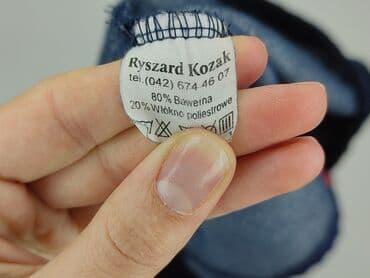 Ryszard Kozak
tel.(042) 674 46 07
80% Bawełna
20% Włókno poliestrowe